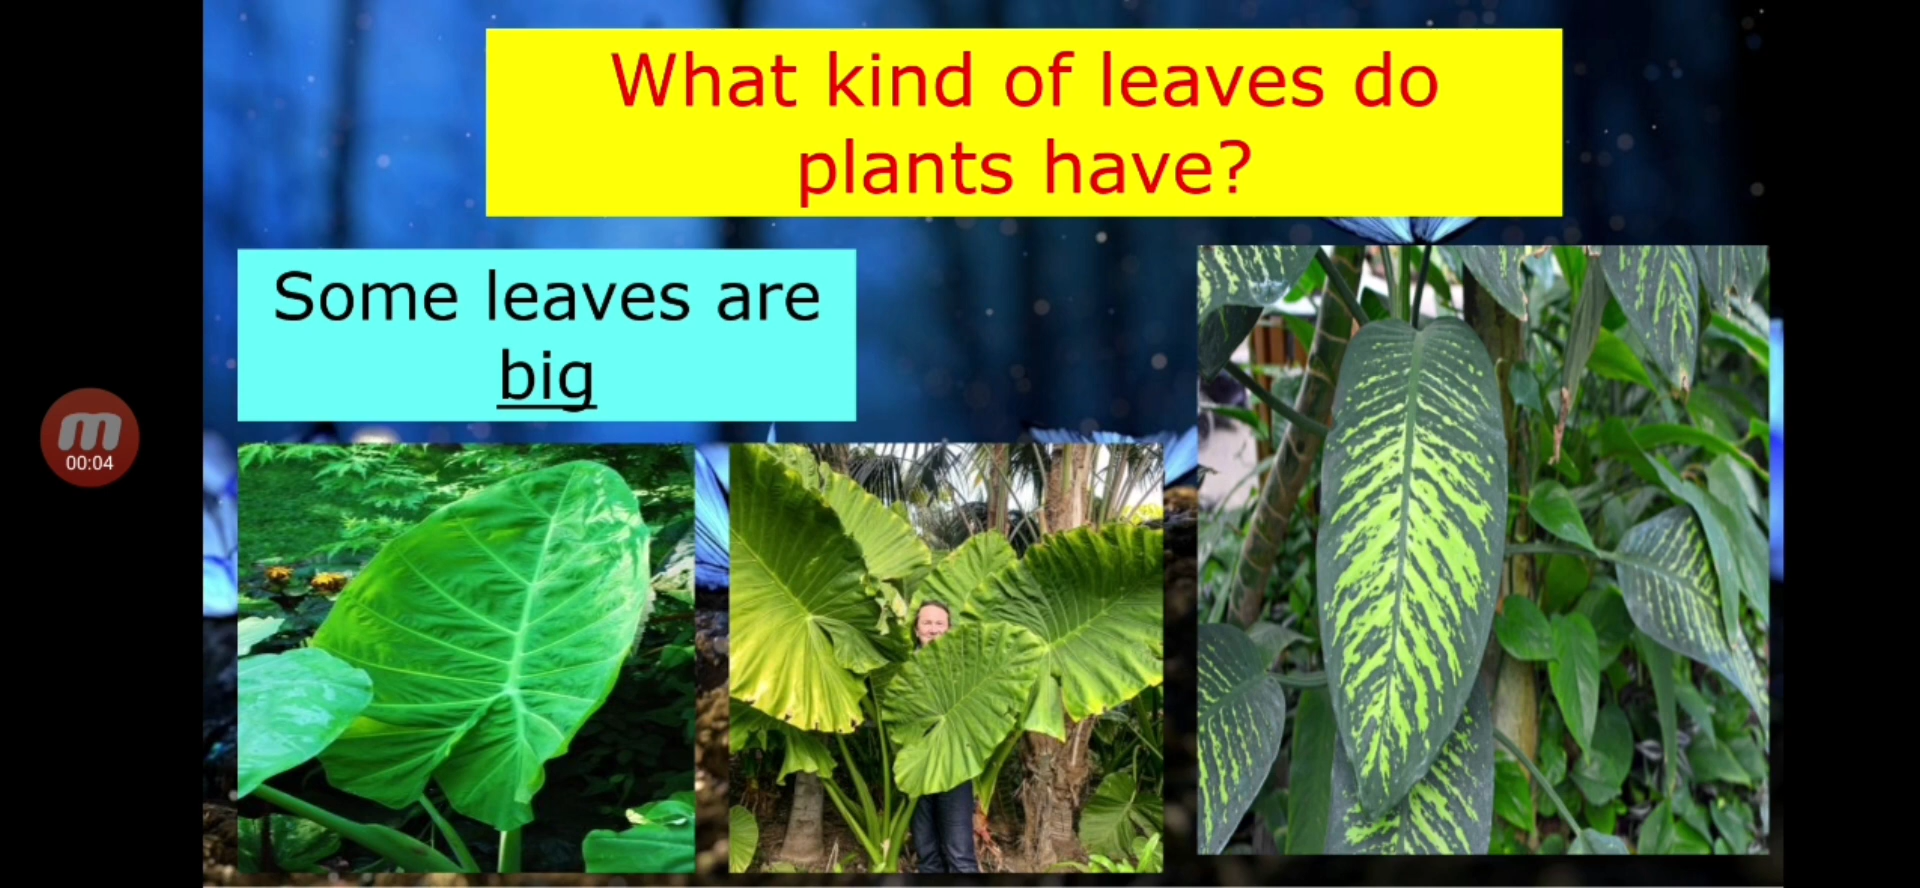 What kind of leaves do
plants have?
Some leaves are
big
m
00:04